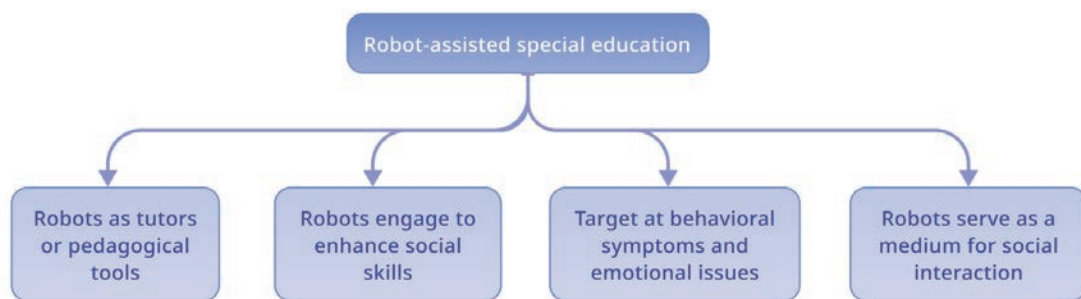 Robot-assisted special education
Robots as tutors
or pedagogical
tools
Robots engage to
enhance social
skills
Target at behavioral
symptoms and
emotional issues
Robots serve as a
medium for social
interaction